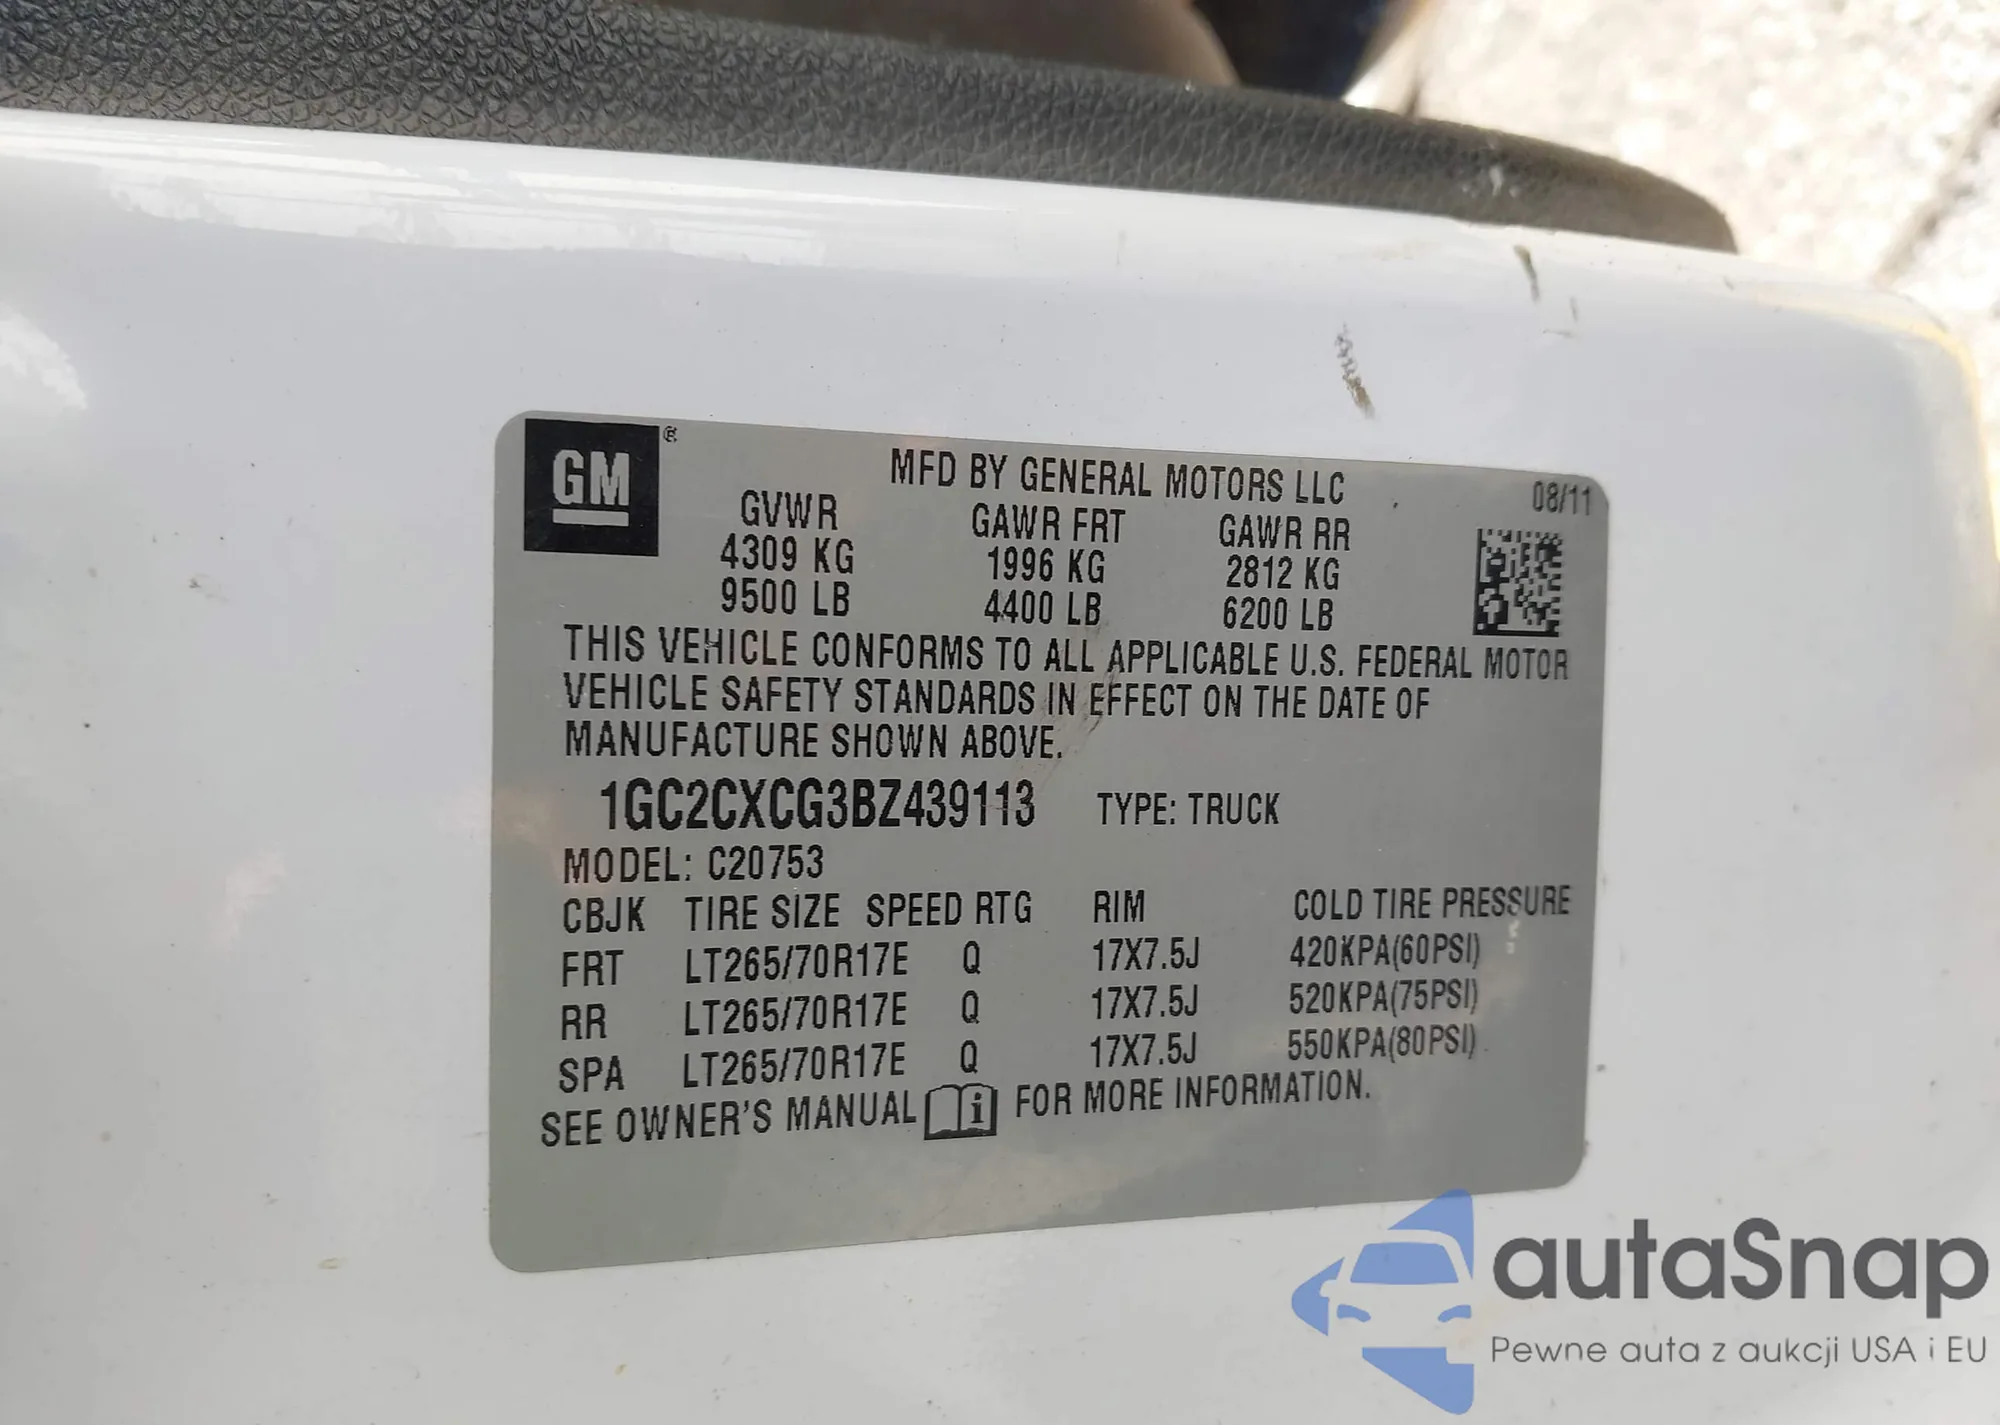 GM ®
MFD BY GENERAL MOTORS LLC 08/11
GVWR GAWR FRT GAWR RR
4309 KG 1996 KG 2812 KG
9500 LB 4400 LB 6200 LB
THIS VEHICLE CONFORMS TO ALL APPLICABLE U.S. FEDERAL MOTOR
VEHICLE SAFETY STANDARDS IN EFFECT ON THE DATE OF
MANUFACTURE SHOWN ABOVE.
1GC2CXCG3BZ439113 TYPE: TRUCK
MODEL: C20753
CBJK TIRE SIZE SPEED RTG RIM COLD TIRE PRESSURE
FRT LT265/70R17E Q 17X7.5J 420KPA(60PSI)
RR LT265/70R17E Q 17X7.5J 520KPA(75PSI)
SPA LT265/70R17E Q 17X7.5J 550KPA(80PSI)
SEE OWNER'S MANUAL i FOR MORE INFORMATION.
autaSnap
Pewne auta z aukcji USA i EU